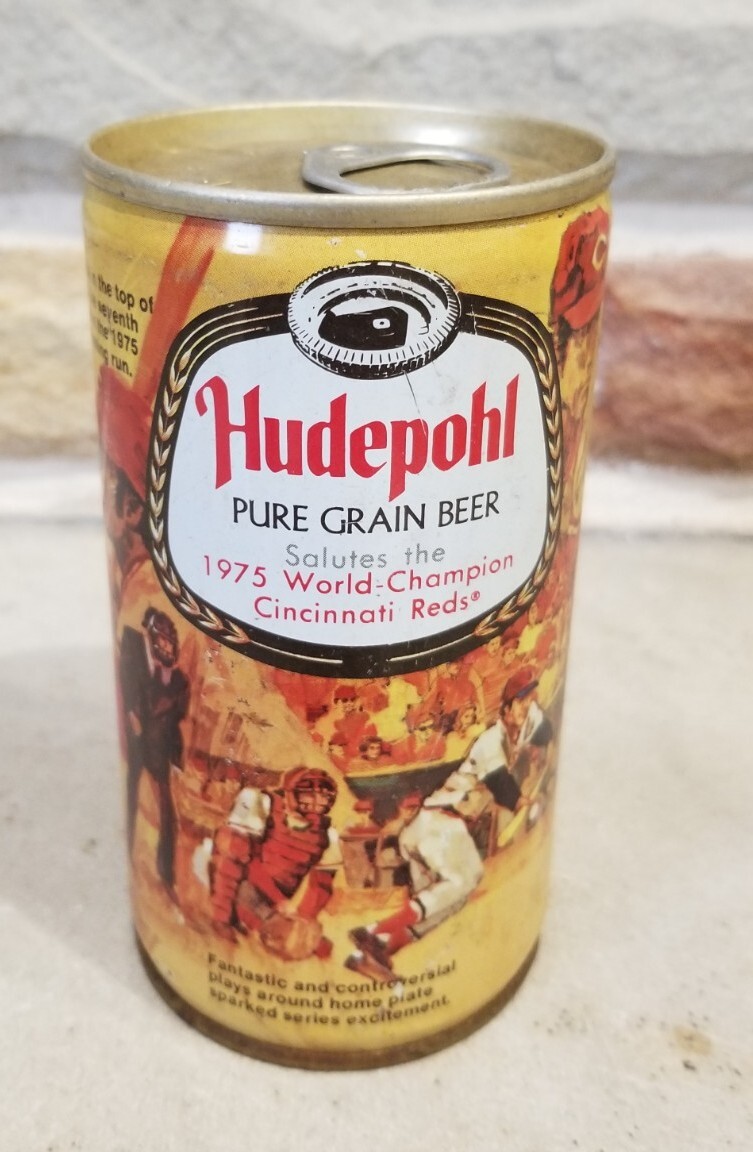 the top of
seventh
the 1975
run.
Hudepohl
PURE GRAIN BEER
Salutes the
1975 World-Champion
Cincinnati Reds®
C
Fantastic and controversial
plays around home plate
sparked series excitement.